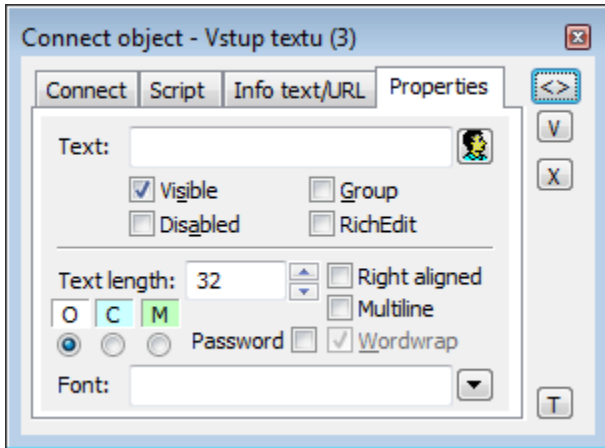 Connect object - Vstup textu (3)
Connect Script Info text/URL Properties
<>
V
X
Text:
Visible Group
Disabled RichEdit
Text length: 32 Right aligned
O C M Multiline
Password Wordwrap
Font:
T